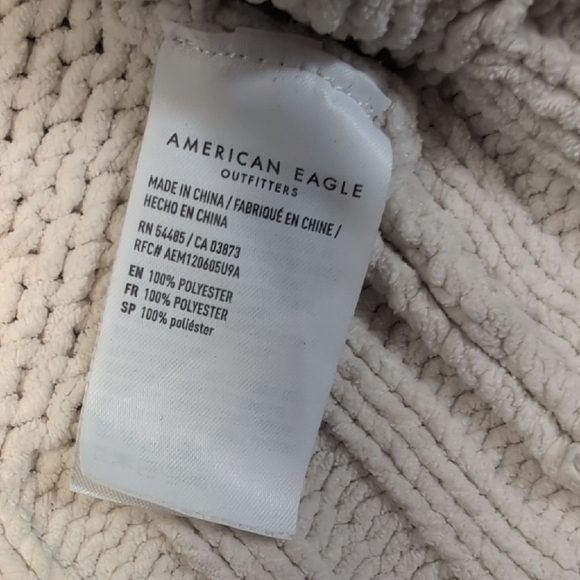 AMERICAN EAGLE
OUTFITTERS
MADE IN CHINA / FABRIQUÉ EN CHINE /
HECHO EN CHINA
RN 54485 / CA 03873
RFC# AEM120605U9A
EN 100% POLYESTER
FR 100% POLYESTER
SP 100% poliéster